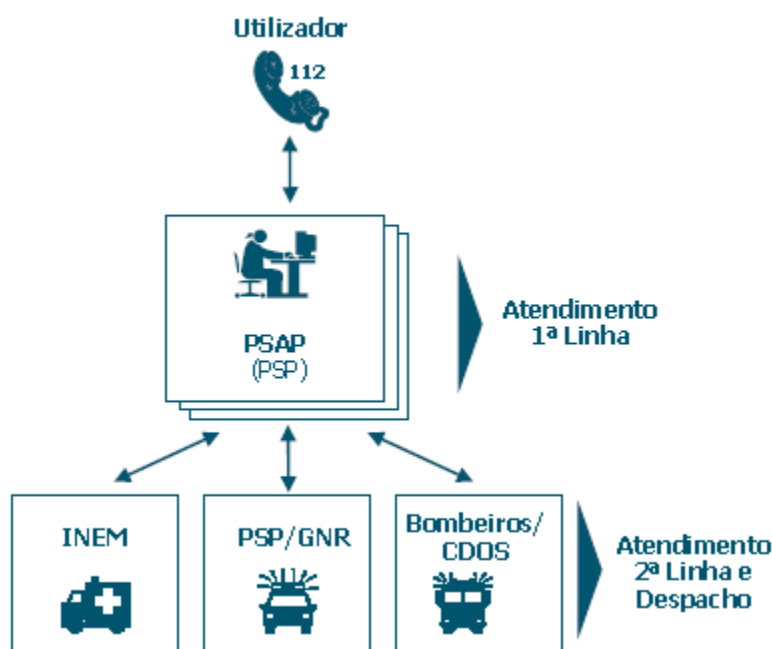 Utilizador
112
PSAP
(PSP)
Atendimento
1ª Linha
INEM
PSP/GNR
Bombeiros/
CDOS
Atendimento
2ª Linha e
Despacho